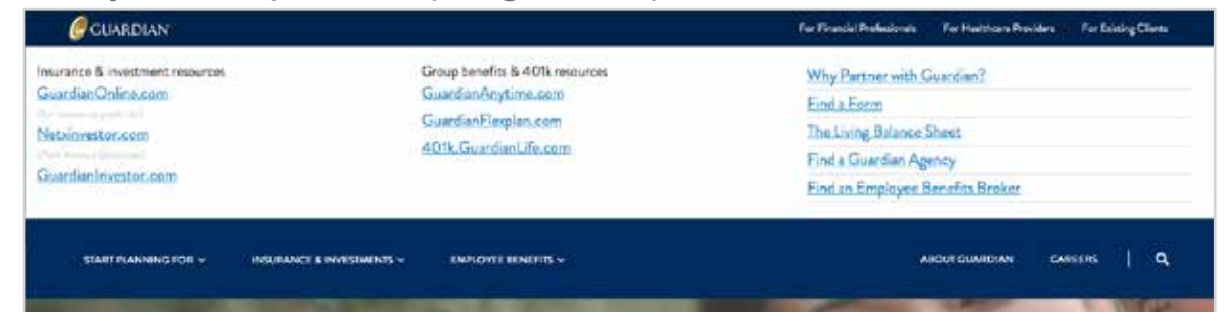 GUARDIAN
For Financial Professionals For Healthcare Providers For Existing Clients
Insurance & investment resources
GuardianOnline.com
Netxinvestor.com
GuardianInvestor.com
Group benefits & 401k resources
GuardianAnytime.com
GuardianFlexplan.com
401k.GuardianLife.com
Why Partner with Guardian?
Find a Form
The Living Balance Sheet
Find a Guardian Agency
Find an Employee Benefits Broker
START PLANNING FOR INSURANCE & INVESTMENTS EMPLOYEE BENEFITS ABOUT GUARDIAN CAREERS